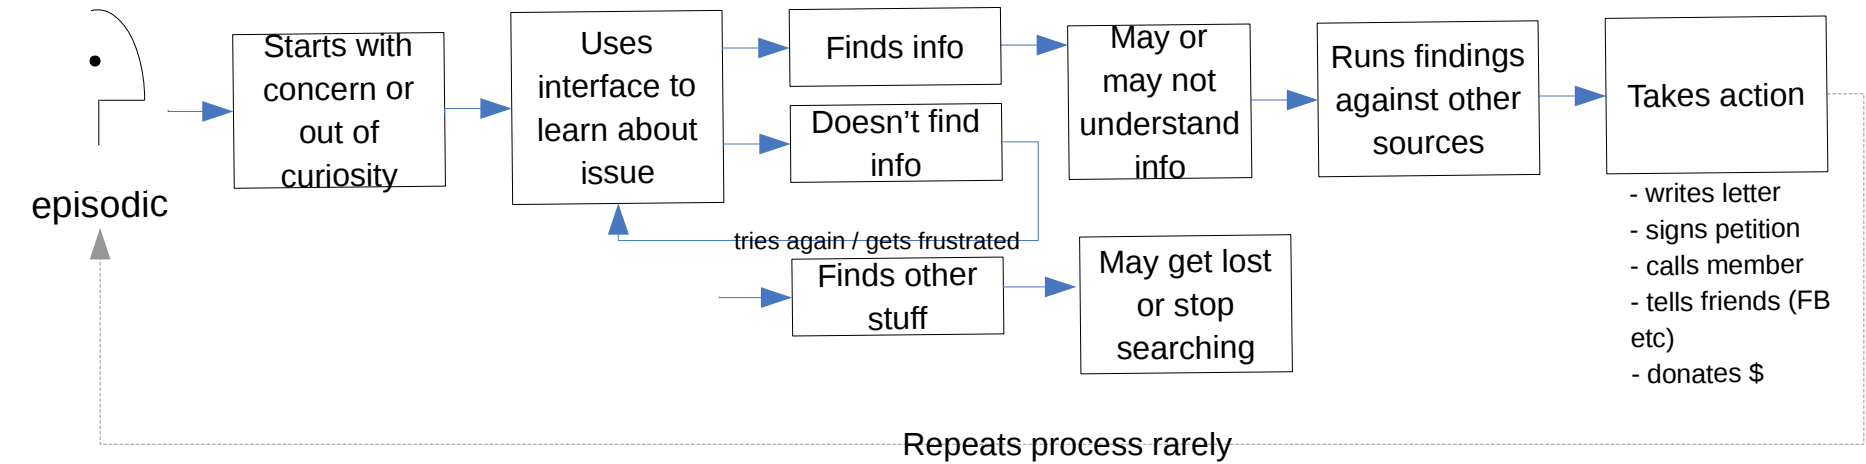 episodic
Starts with
concern or
out of
curiosity
Uses
interface to
learn about
issue
Finds info
Doesn’t find
info
tries again / gets frustrated
Finds other
stuff
May or
may not
understand
info
May get lost
or stop
searching
Runs findings
against other
sources
Takes action
- writes letter
- signs petition
- calls member
- tells friends (FB
etc)
- donates $
Repeats process rarely